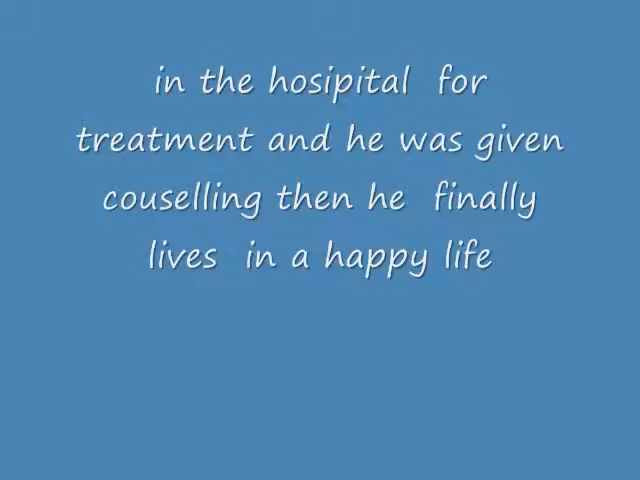 in the hosipital  for
treatment and he was given
couselling then he  finally
lives  in a happy life